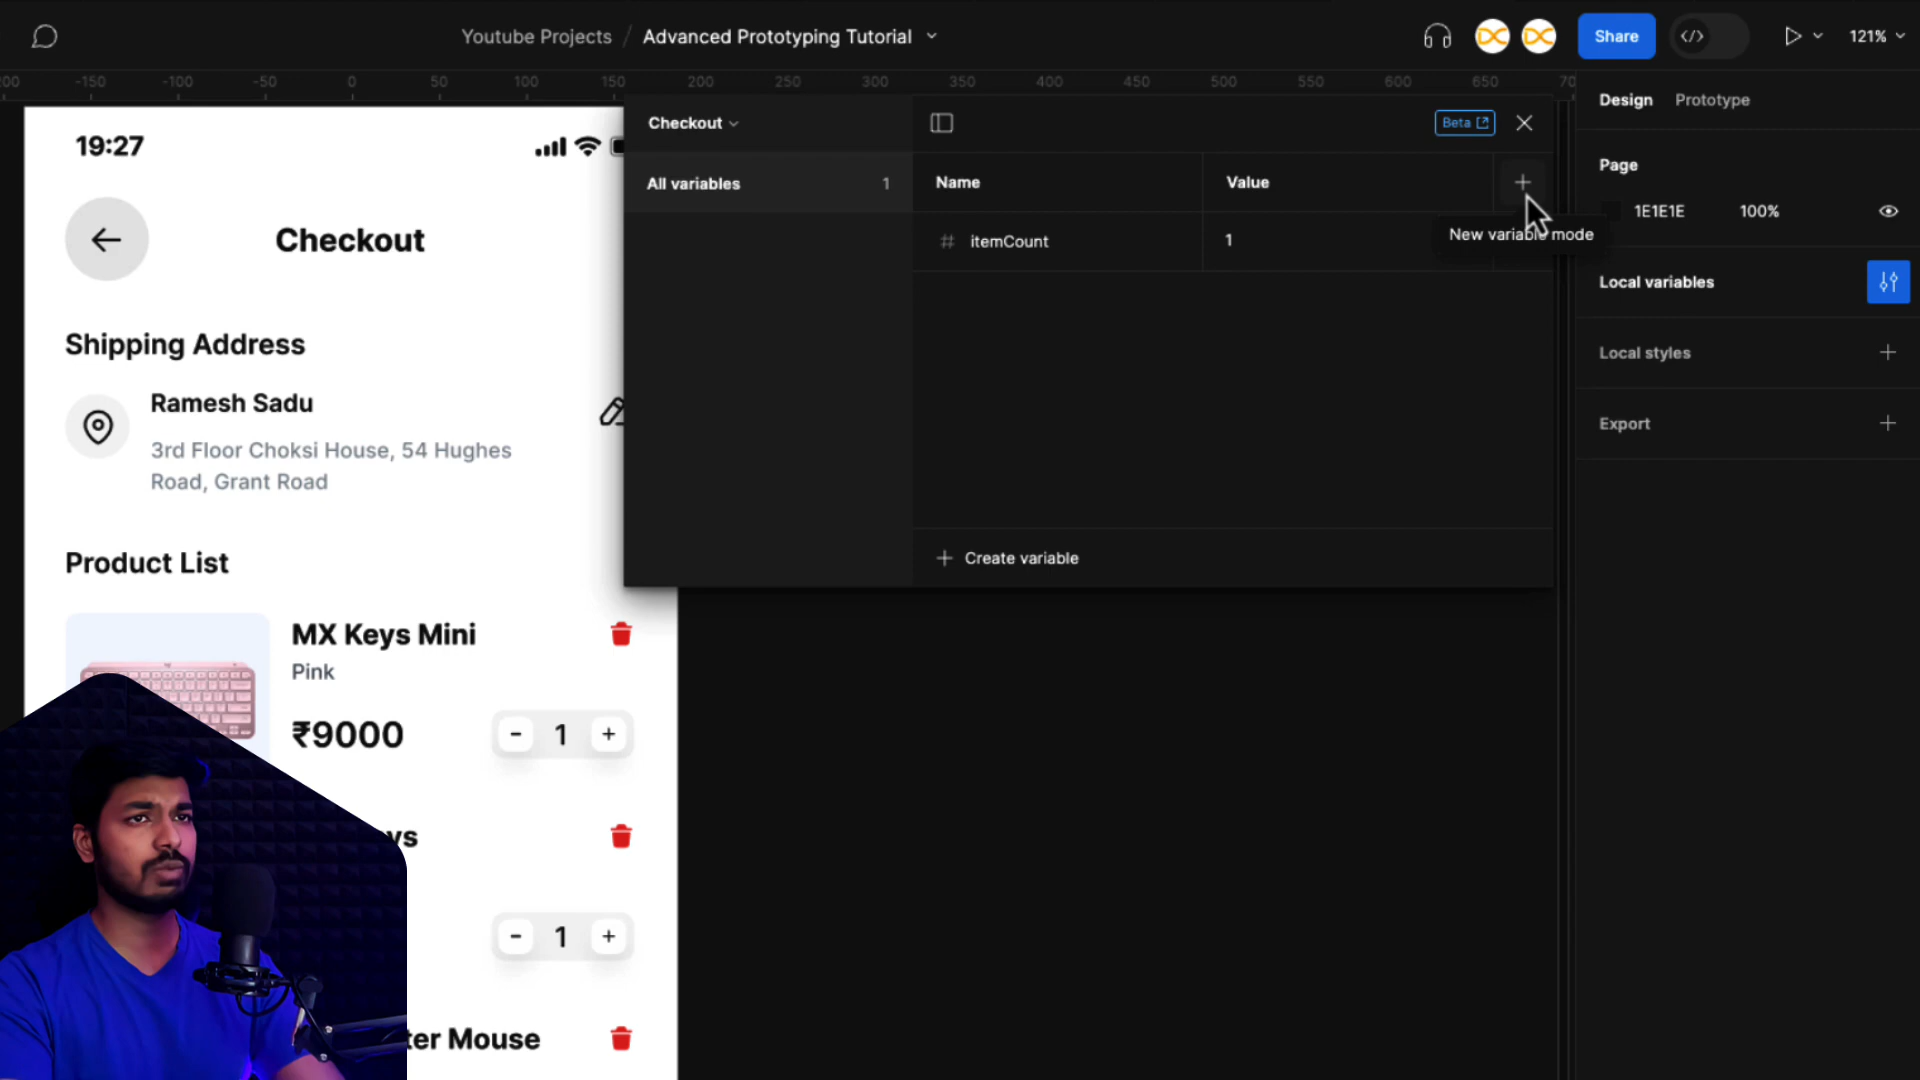 Youtube Projects / Advanced Prototyping Tutorial
Share
121%
-150 -100 -50 0 50 100 150 200 250 300 350 400 450 500 550 600 650
19:27
Checkout
Shipping Address
Ramesh Sadu
3rd Floor Choksi House, 54 Hughes
Road, Grant Road
Product List
MX Keys Mini
Pink
₹9000
- 1 +
- 1 +
Mouse
Checkout
Beta
All variables 1
Name Value +
# itemCount 1
New variable mode
+ Create variable
Design Prototype
Page
1E1E1E 100%
Local variables
Local styles +
Export +